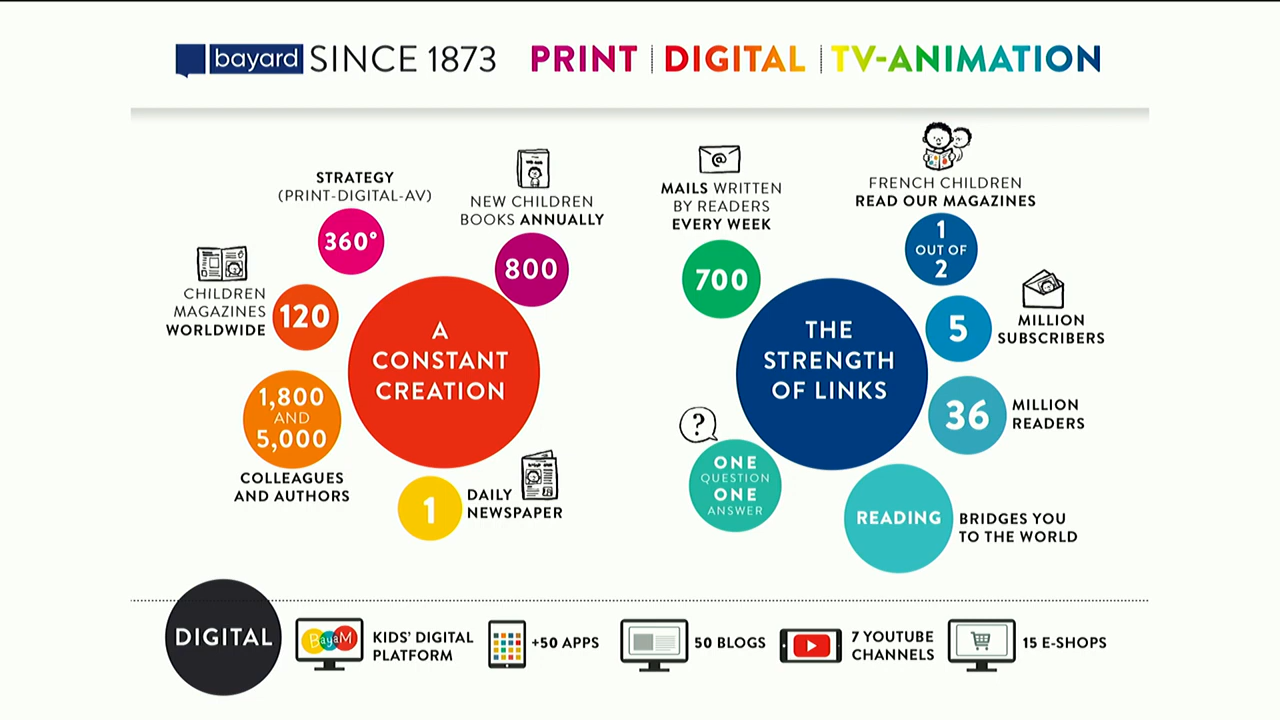 bayard SINCE 1873
PRINT | DIGITAL | TV-ANIMATION
STRATEGY
(PRINT-DIGITAL-AV)
360°
NEW CHILDREN
BOOKS ANNUALLY
800
CHILDREN
MAGAZINES
WORLDWIDE
120
A
CONSTANT
CREATION
1,800
AND
5,000
COLLEAGUES
AND AUTHORS
1
DAILY
NEWSPAPER
@
MAILS WRITTEN
BY READERS
EVERY WEEK
700
FRENCH CHILDREN
READ OUR MAGAZINES
1
OUT OF
2
THE
STRENGTH
OF LINKS
5
MILLION
SUBSCRIBERS
36
MILLION
READERS
?
ONE
QUESTION
ONE
ANSWER
READING
BRIDGES YOU
TO THE WORLD
DIGITAL
BayaM
KIDS' DIGITAL
PLATFORM
+50 APPS
50 BLOGS
7 YOUTUBE
CHANNELS
15 E-SHOPS